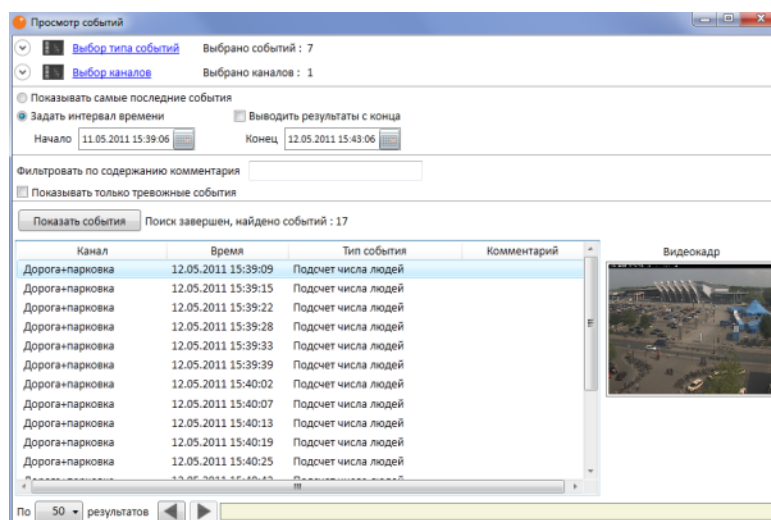 Просмотр событий
Выбор типа событий Выбрано событий : 7
Выбор каналов Выбрано каналов : 1
Показывать самые последние события
Задать интервал времени Выводить результаты с конца
Начало 11.05.2011 15:39:06 Конец 12.05.2011 15:43:06
Фильтровать по содержанию комментария
Показывать только тревожные события
Показать события Поиск завершен, найдено событий : 17
Канал Время Тип события Комментарий Видеокадр
Дорога+парковка 12.05.2011 15:39:09 Подсчет числа людей
Дорога+парковка 12.05.2011 15:39:15 Подсчет числа людей
Дорога+парковка 12.05.2011 15:39:22 Подсчет числа людей
Дорога+парковка 12.05.2011 15:39:28 Подсчет числа людей
Дорога+парковка 12.05.2011 15:39:33 Подсчет числа людей
Дорога+парковка 12.05.2011 15:39:39 Подсчет числа людей
Дорога+парковка 12.05.2011 15:40:02 Подсчет числа людей
Дорога+парковка 12.05.2011 15:40:07 Подсчет числа людей
Дорога+парковка 12.05.2011 15:40:13 Подсчет числа людей
Дорога+парковка 12.05.2011 15:40:19 Подсчет числа людей
Дорога+парковка 12.05.2011 15:40:25 Подсчет числа людей
По 50 результатов